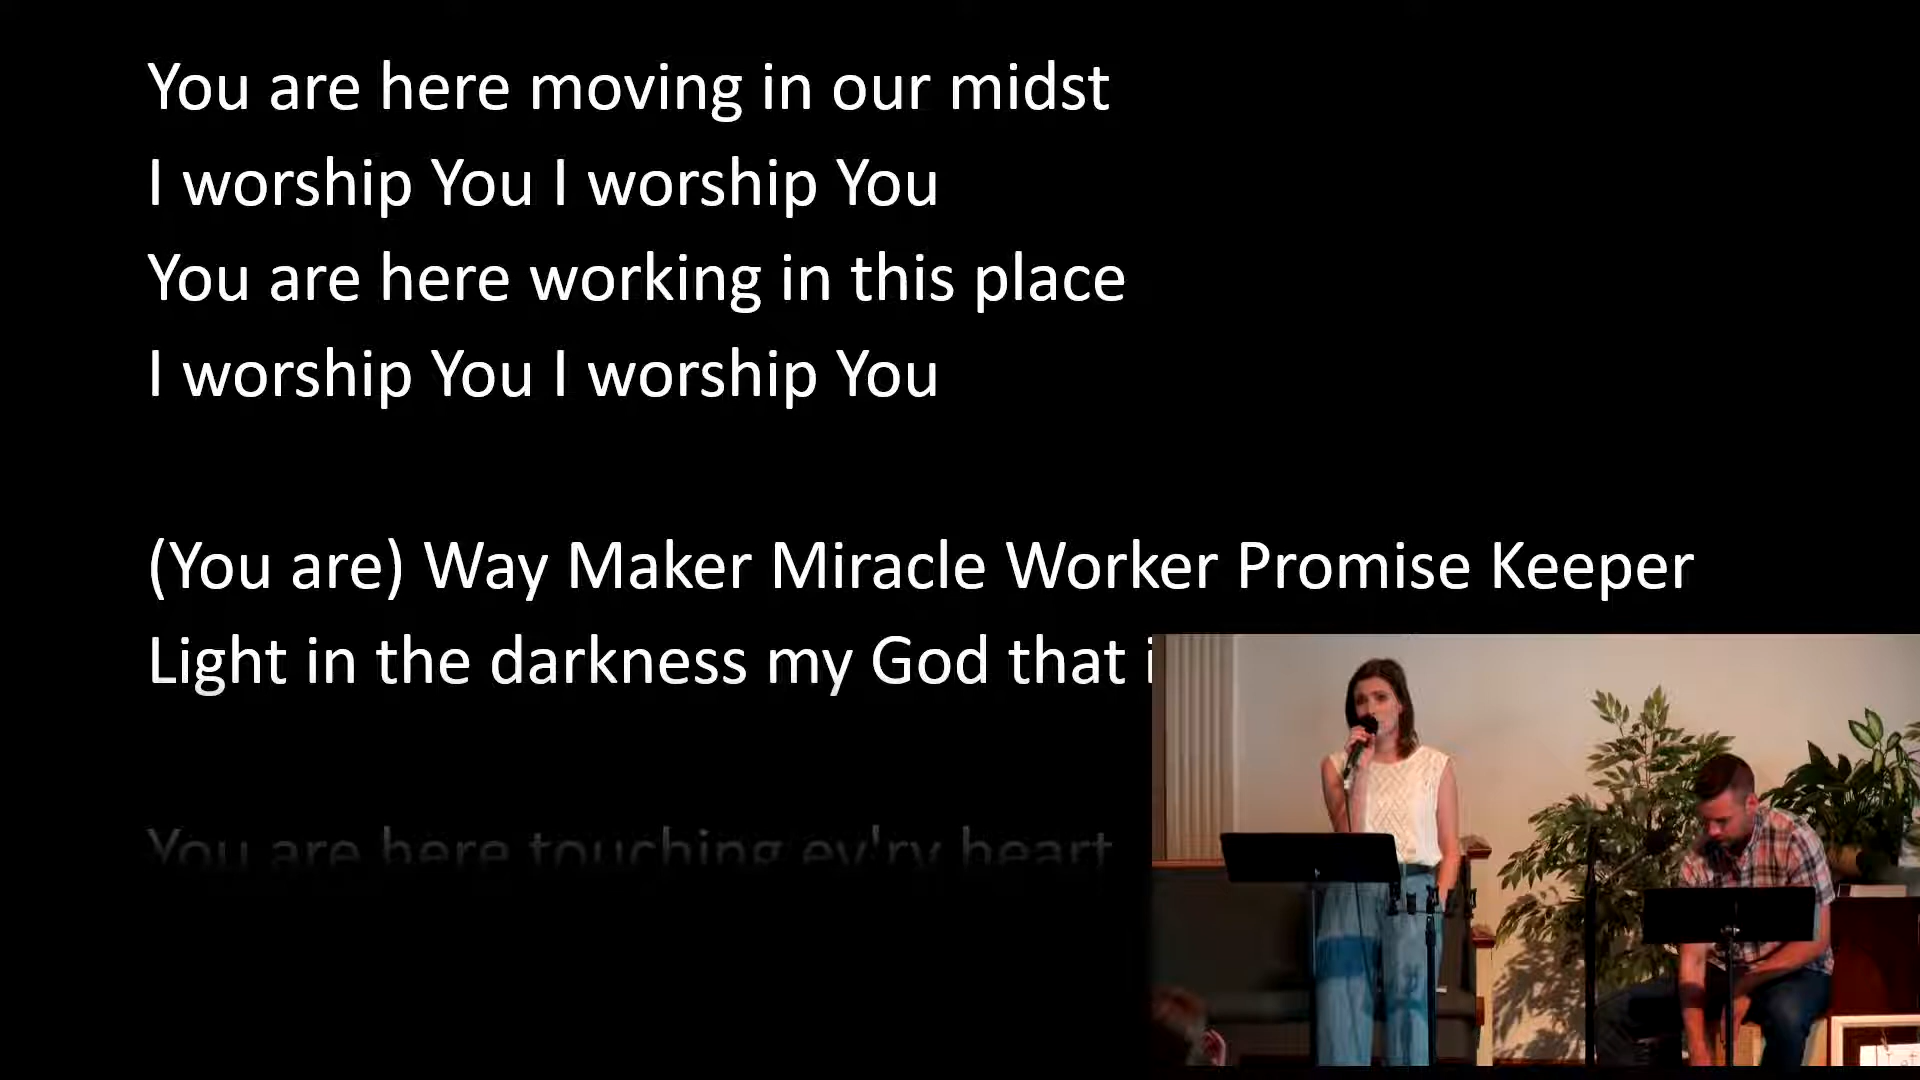 You are here moving in our midst
I worship You I worship You
You are here working in this place
I worship You I worship You
(You are) Way Maker Miracle Worker Promise Keeper
Light in the darkness my God that
You are here touching ev'ry heart